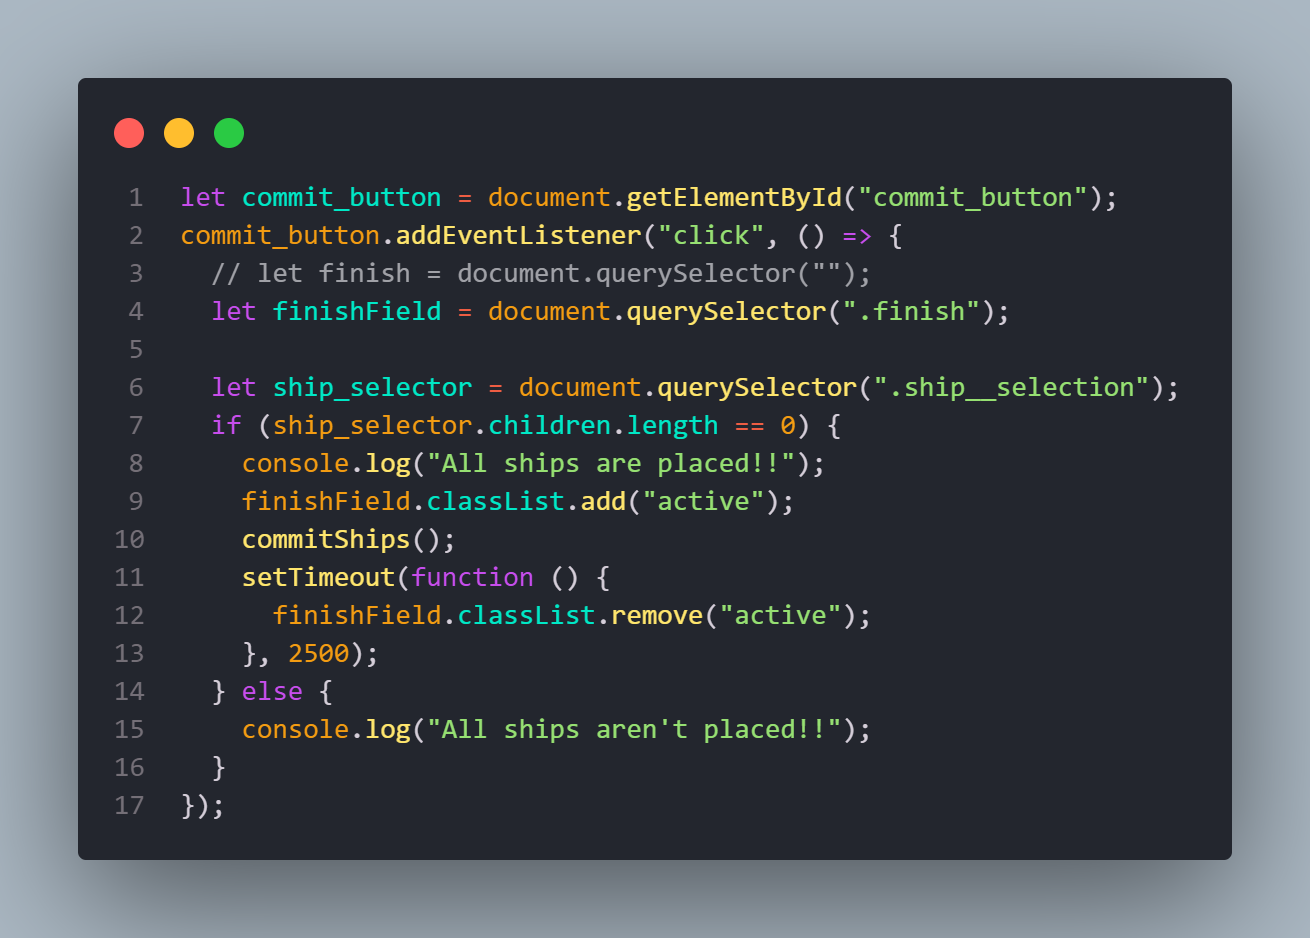 1 let commit_button = document.getElementById("commit_button");
2 commit_button.addEventListener("click", () => {
3   // let finish = document.querySelector("");
4   let finishField = document.querySelector(".finish");
5
6   let ship_selector = document.querySelector(".ship__selection");
7   if (ship_selector.children.length == 0) {
8     console.log("All ships are placed!!");
9     finishField.classList.add("active");
10     commitShips();
11     setTimeout(function () {
12       finishField.classList.remove("active");
13     }, 2500);
14   } else {
15     console.log("All ships aren't placed!!");
16   }
17 });